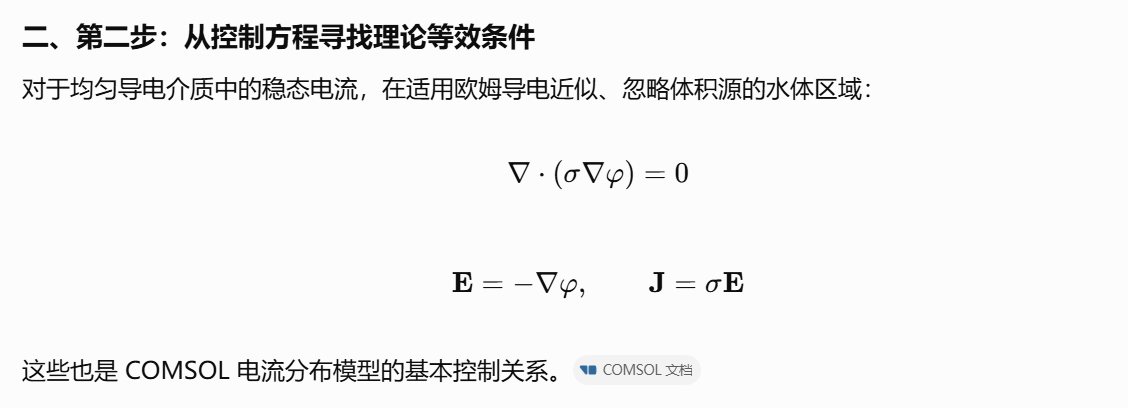 二、第二步：从控制方程寻找理论等效条件
对于均匀导电介质中的稳态电流，在适用欧姆导电近似、忽略体积源的水体区域：
∇ · (σ∇φ) = 0
E = −∇φ, J = σE
这些也是 COMSOL 电流分布模型的基本控制关系。 COMSOL 文档